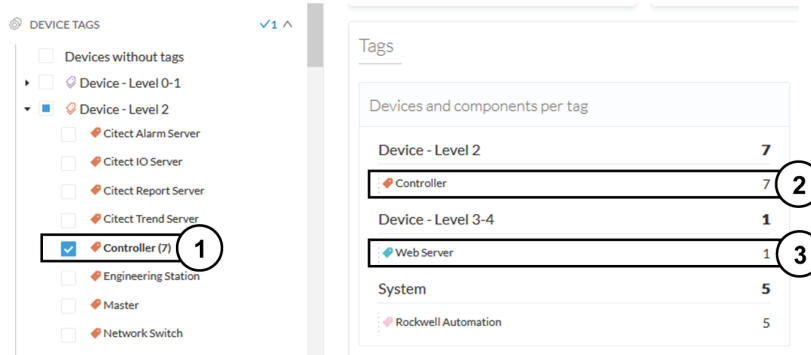 DEVICE TAGS
✓1
Devices without tags
Device - Level 0-1
Device - Level 2
Citect Alarm Server
Citect IO Server
Citect Report Server
Citect Trend Server
Controller (7)
1
Engineering Station
Master
Network Switch
Tags
Devices and components per tag
Device - Level 2 7
Controller 7
2
Device - Level 3-4 1
Web Server 1
3
System 5
Rockwell Automation 5